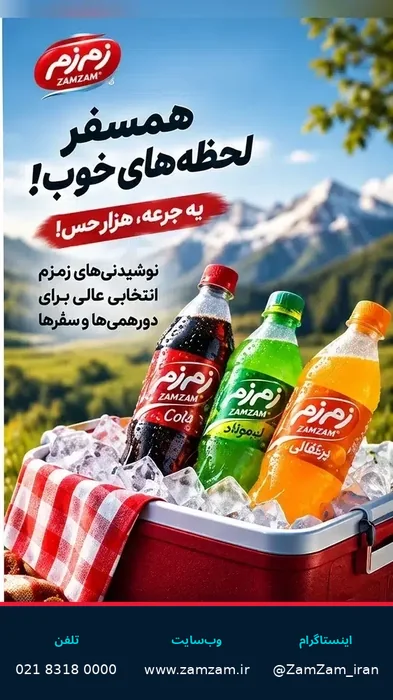 زمزم
ZAMZAM
همسفر
لحظه‌های خوب!
یه جرعه، هزار حس!
نوشیدنی‌های زمزم
انتخابی عالی برای
دورهمی‌ها و سفرها
زمزم
ZAMZAM
Cola
زمزم
ZAMZAM
لیموناد
زمزم
ZAMZAM
پرتقالی
اینستاگرام
@ZamZam_iran
وب‌سایت
www.zamzam.ir
تلفن
021 8318 0000